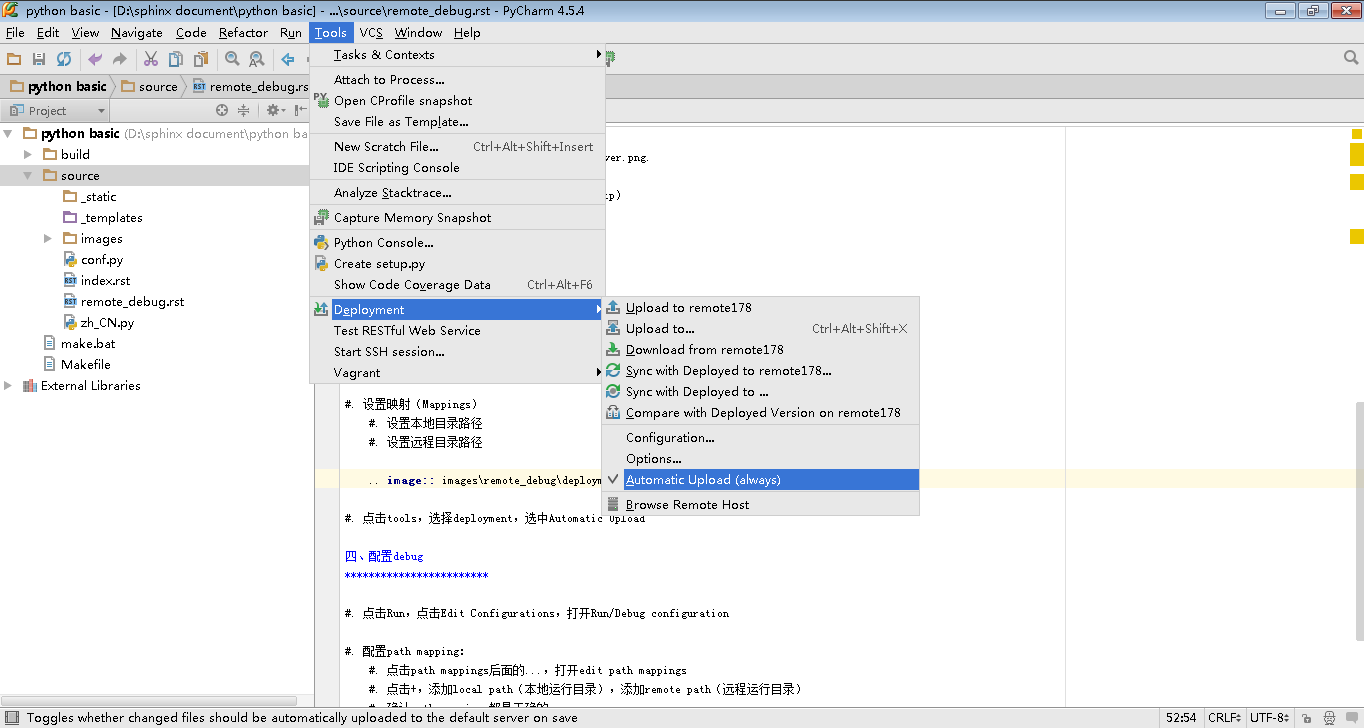 python basic - [D:\sphinx document\python basic] - ...\source\remote_debug.rst - PyCharm 4.5.4
File Edit View Navigate Code Refactor Run Tools VCS Window Help
python basic source remote_debug.rs
Project
python basic (D:\sphinx document\python ba
build
source
_static
_templates
images
conf.py
index.rst
remote_debug.rst
zh_CN.py
make.bat
Makefile
External Libraries
Tasks & Contexts
Attach to Process...
Open CProfile snapshot
Save File as Template...
New Scratch File... Ctrl+Alt+Shift+Insert
IDE Scripting Console
Analyze Stacktrace...
Capture Memory Snapshot
Python Console...
Create setup.py
Show Code Coverage Data Ctrl+Alt+F6
Deployment
Test RESTful Web Service
Start SSH session...
Vagrant
Upload to remote178
Upload to... Ctrl+Alt+Shift+X
Download from remote178
Sync with Deployed to remote178...
Sync with Deployed to ...
Compare with Deployed Version on remote178
Configuration...
Options...
Automatic Upload (always)
Browse Remote Host
ver.png.
p)
#. 设置映射（Mappings）
#. 设置本地目录路径
#. 设置远程目录路径
.. image:: images\remote_debug\deploym
#. 点击tools，选择deployment，选中Automatic Upload
四、配置debug
************************
#. 点击Run，点击Edit Configurations，打开Run/Debug configuration
#. 配置path mapping：
#. 点击path mappings后面的...，打开edit path mappings
#. 点击+，添加local path（本地运行目录），添加remote path（远程运行目录）
Toggles whether changed files should be automatically uploaded to the default server on save
52:54 CRLF UTF-8